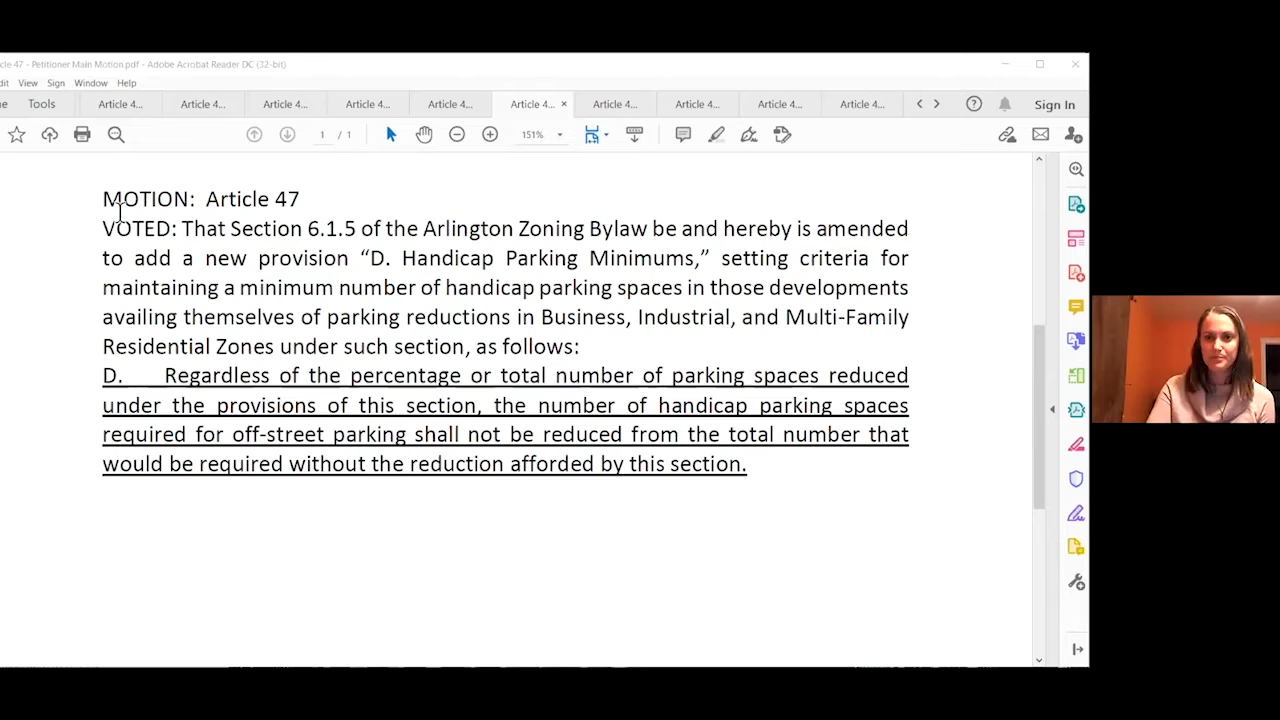 cle 47 - Petitioner Main Motion.pdf - Adobe Acrobat Reader DC (32-bit)
dit View Sign Window Help
ne Tools Article 4... Article 4... Article 4... Article 4... Article 4... Article 4... × Article 4... Article 4... Article 4... Article 4... Sign In
1 / 1 151%
MOTION: Article 47
VOTED: That Section 6.1.5 of the Arlington Zoning Bylaw be and hereby is amended
to add a new provision “D. Handicap Parking Minimums,” setting criteria for
maintaining a minimum number of handicap parking spaces in those developments
availing themselves of parking reductions in Business, Industrial, and Multi-Family
Residential Zones under such section, as follows:
D. Regardless of the percentage or total number of parking spaces reduced
under the provisions of this section, the number of handicap parking spaces
required for off-street parking shall not be reduced from the total number that
would be required without the reduction afforded by this section.